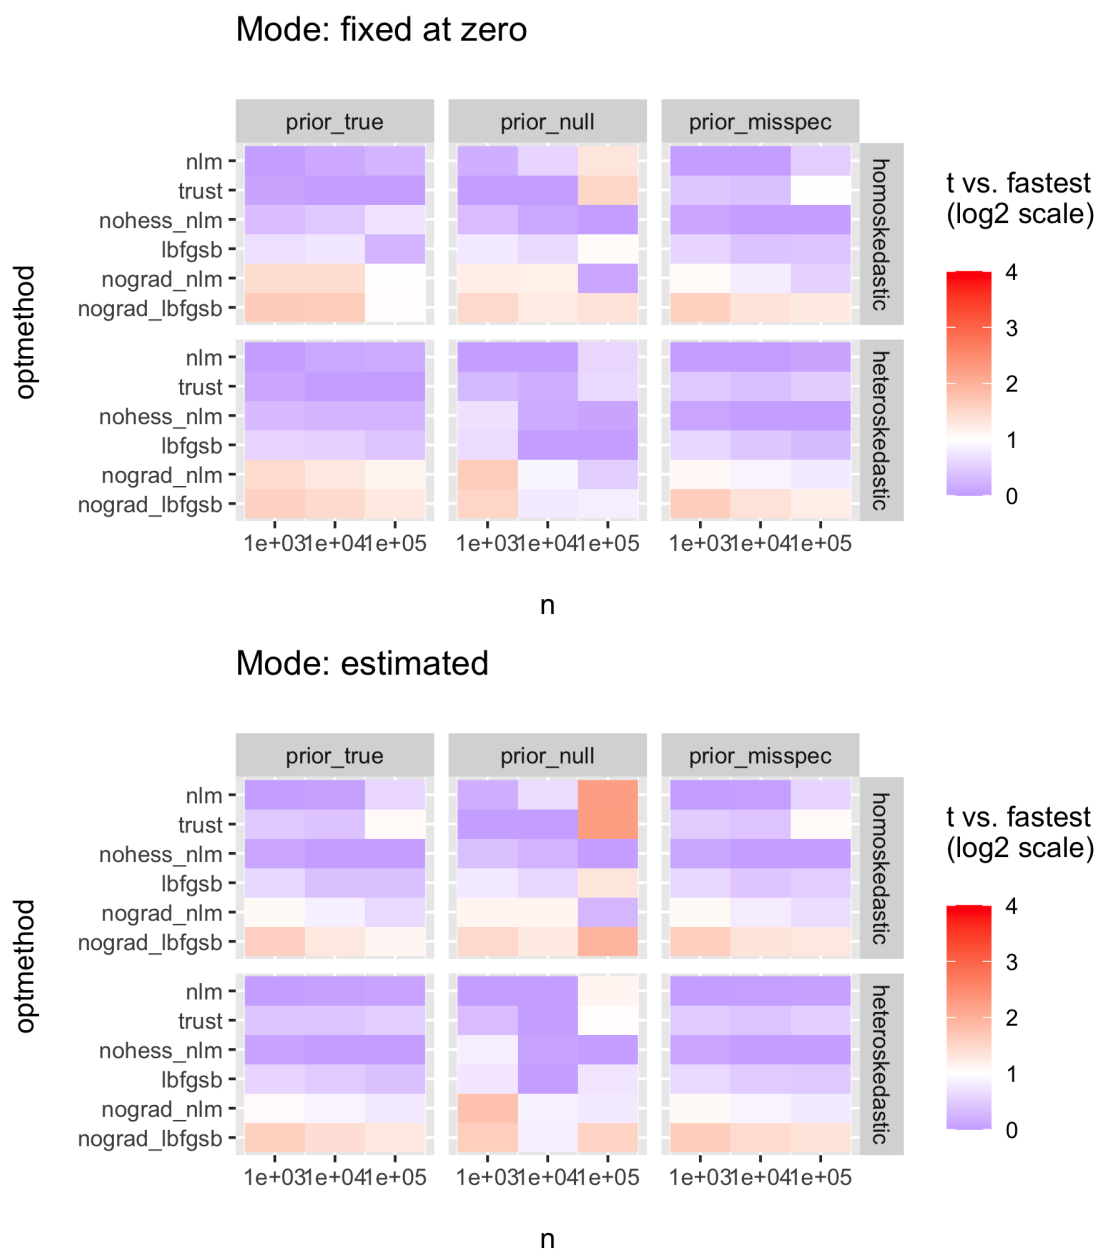 Mode: fixed at zero
prior_true prior_null prior_misspec
homoskedastic
nlm
trust
nohess_nlm
lbfgsb
nograd_nlm
nograd_lbfgsb
heteroskedastic
nlm
trust
nohess_nlm
lbfgsb
nograd_nlm
nograd_lbfgsb
1e+03 1e+04 1e+05 1e+03 1e+04 1e+05 1e+03 1e+04 1e+05
n
optmethod
t vs. fastest
(log2 scale)
4
3
2
1
0
Mode: estimated
prior_true prior_null prior_misspec
homoskedastic
nlm
trust
nohess_nlm
lbfgsb
nograd_nlm
nograd_lbfgsb
heteroskedastic
nlm
trust
nohess_nlm
lbfgsb
nograd_nlm
nograd_lbfgsb
1e+03 1e+04 1e+05 1e+03 1e+04 1e+05 1e+03 1e+04 1e+05
n
optmethod
t vs. fastest
(log2 scale)
4
3
2
1
0